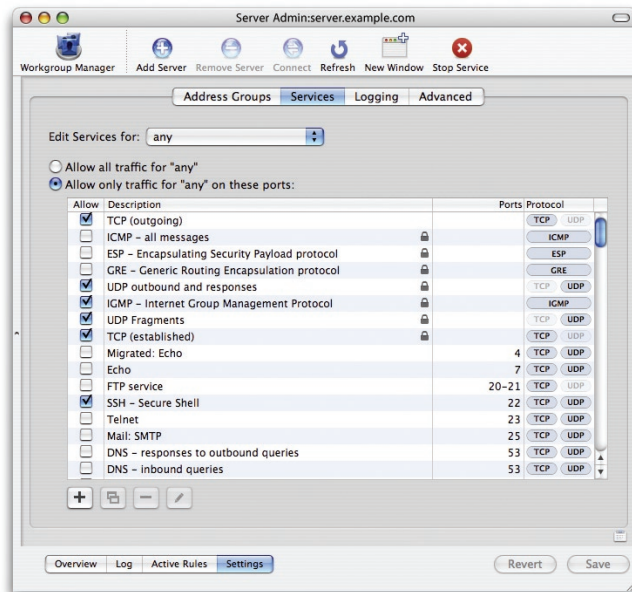 Server Admin:server.example.com
Workgroup Manager Add Server Remove Server Connect Refresh New Window Stop Service
Address Groups Services Logging Advanced
Edit Services for: any
Allow all traffic for "any"
Allow only traffic for "any" on these ports:
Allow Description Ports Protocol
TCP (outgoing) TCP UDP
ICMP - all messages ICMP
ESP - Encapsulating Security Payload protocol ESP
GRE - Generic Routing Encapsulation protocol GRE
UDP outbound and responses TCP UDP
IGMP - Internet Group Management Protocol IGMP
UDP Fragments TCP UDP
TCP (established) TCP UDP
Migrated: Echo 4 TCP UDP
Echo 7 TCP UDP
FTP service 20-21 TCP UDP
SSH - Secure Shell 22 TCP UDP
Telnet 23 TCP UDP
Mail: SMTP 25 TCP UDP
DNS - responses to outbound queries 53 TCP UDP
DNS - inbound queries 53 TCP UDP
Overview Log Active Rules Settings Revert Save